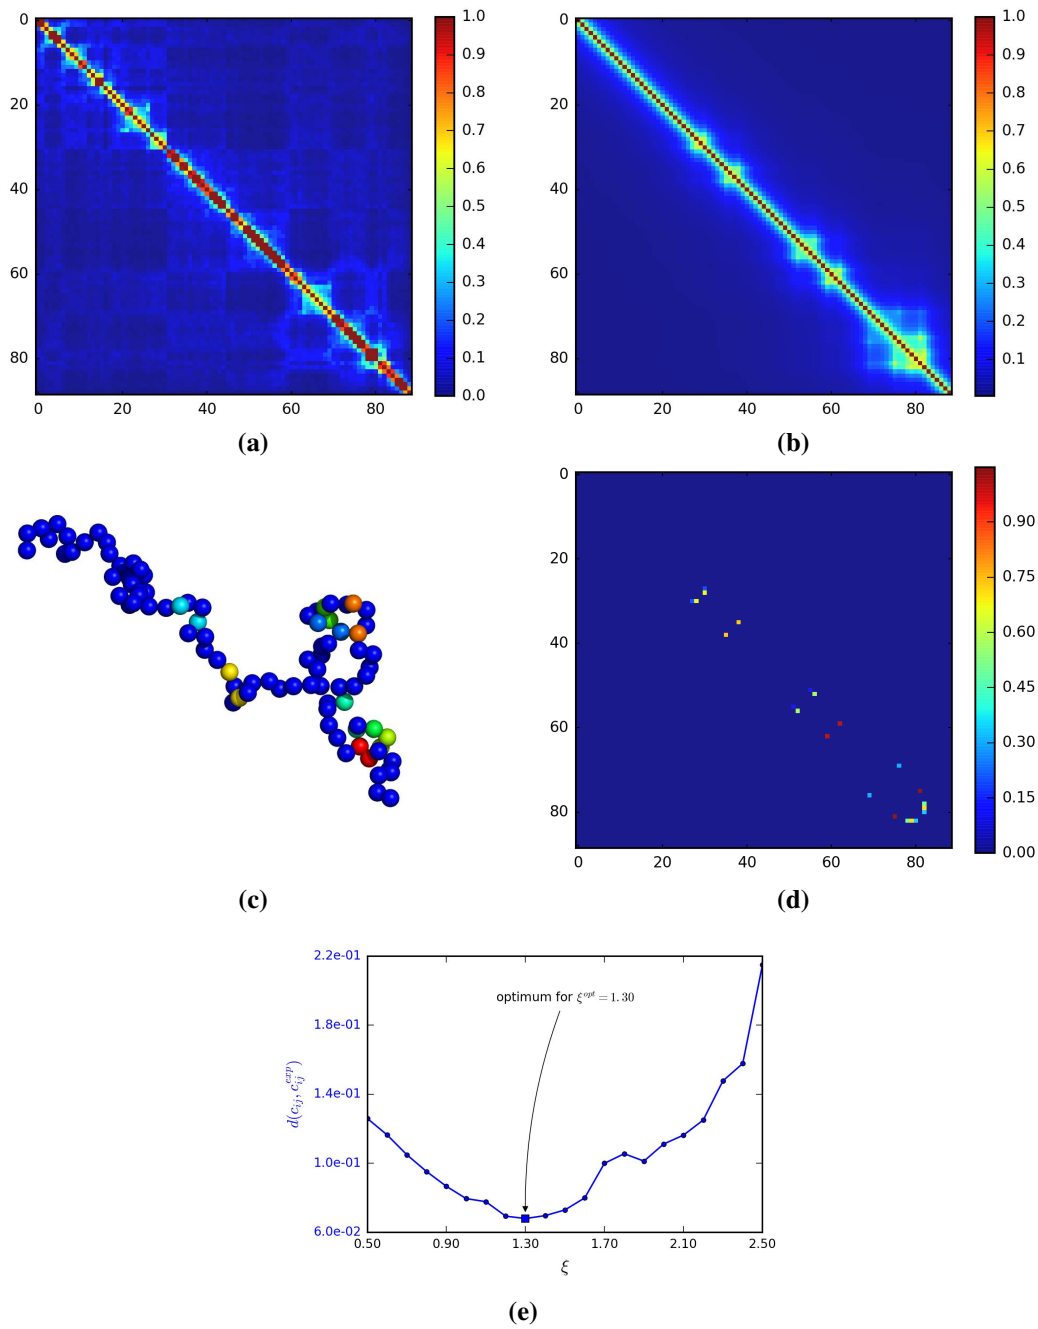 0
20
40
60
80
0 20 40 60 80
1.0
0.9
0.8
0.7
0.6
0.5
0.4
0.3
0.2
0.1
0.0
(a)
0
20
40
60
80
0 20 40 60 80
1.0
0.9
0.8
0.7
0.6
0.5
0.4
0.3
0.2
0.1
(b)
(c)
0
20
40
60
80
0 20 40 60 80
0.90
0.75
0.60
0.45
0.30
0.15
0.00
(d)
2.2e-01
1.8e-01
1.4e-01
1.0e-01
6.0e-02
d(c_{ij}, c_{ij}^{exp})
optimum for ξ^{opt} = 1.30
0.50 0.90 1.30 1.70 2.10 2.50
ξ
(e)